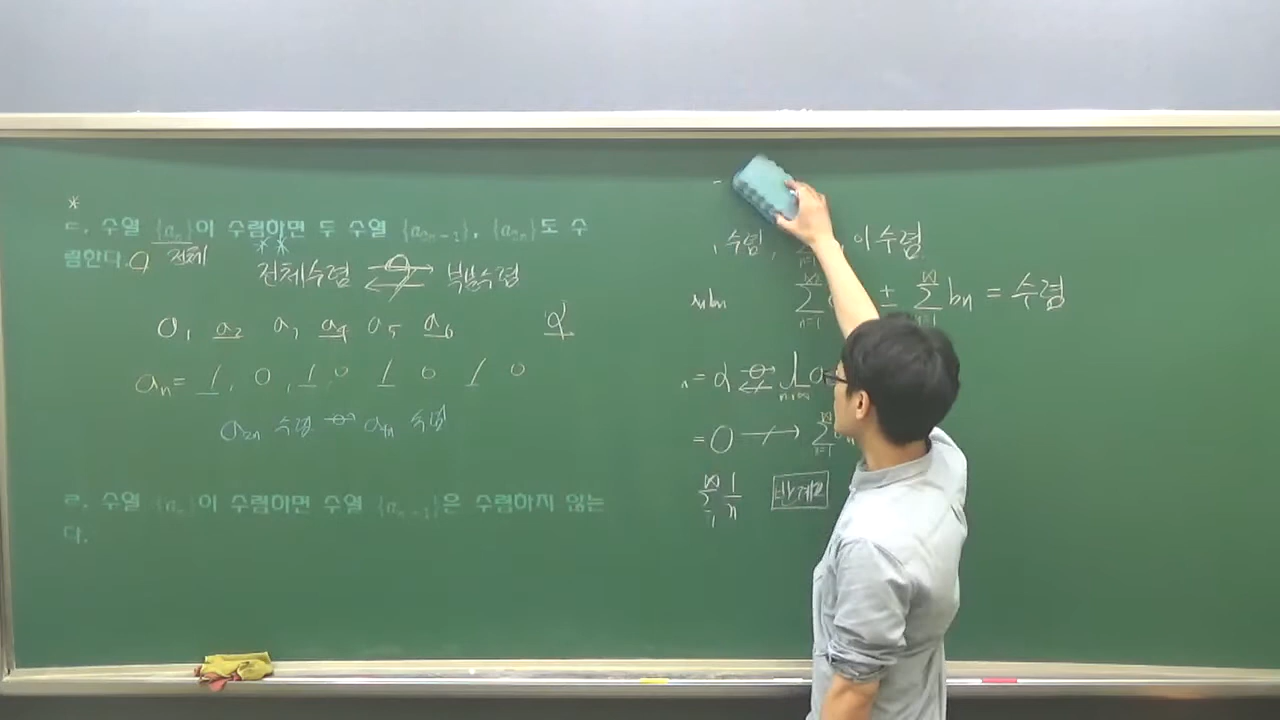 *
ㄷ. 수열 {aₙ}이 수렴하면 두 수열 {a₂ₙ₋₁}, {a₂ₙ}도 수
렴한다. 전체
전체수렴 ⇄ 부분수렴
a₁ a₂ a₃ a₄ a₅ a₆ α
aₙ= 1, 0, 1, 0 1 0 1 0
a₂ₙ 수렴 a₄ₙ 수렴
ㄹ. 수열 {aₙ}이 수렴하면 수열 {aₙ₊₁}은 수렴하지 않는
다.
수렴, 이 수렴
∑ ± ∑ bₙ = 수렴
= α ⇄
= 0 → ∑
∑ 1/n 반례